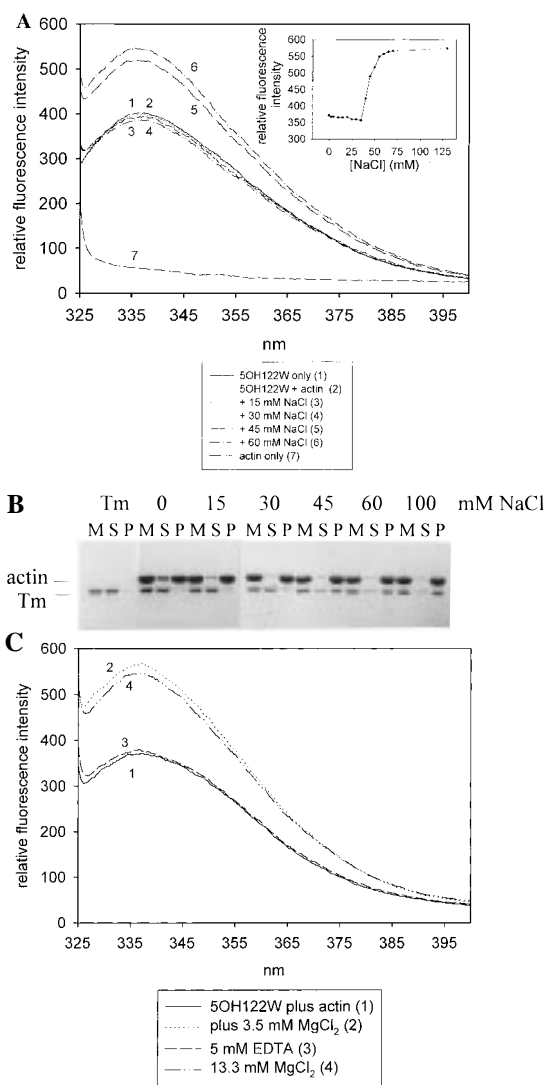 A
relative fluorescence intensity
600
500
400
300
200
100
0
325 335 345 355 365 375 385 395
nm
1 2
3 4
5
6
7
relative fluorescence intensity
600
550
500
450
400
350
0 25 50 75 100 125
[NaCl] (mM)
5OH122W only (1)
5OH122W + actin (2)
+ 15 mM NaCl (3)
+ 30 mM NaCl (4)
+ 45 mM NaCl (5)
+ 60 mM NaCl (6)
actin only (7)
B
Tm 0 15 30 45 60 100 mM NaCl
M S P M S P M S P M S P M S P M S P M S P
actin
Tm
C
relative fluorescence intensity
600
500
400
300
200
100
0
2
4
3
1
325 335 345 355 365 375 385 395
nm
5OH122W plus actin (1)
plus 3.5 mM MgCl₂ (2)
5 mM EDTA (3)
13.3 mM MgCl₂ (4)